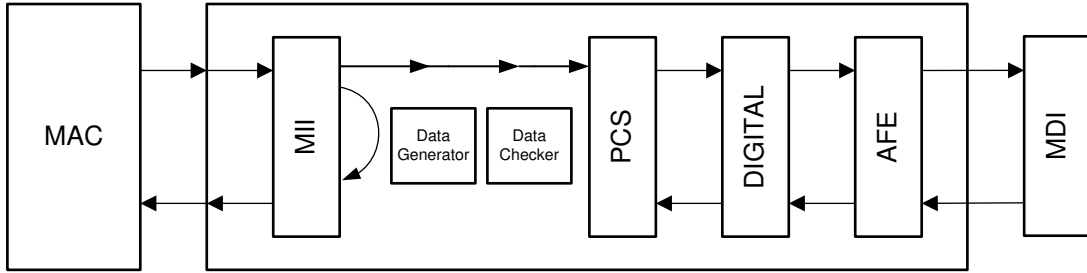 MAC
MII
Data
Generator
Data
Checker
PCS
DIGITAL
AFE
MDI